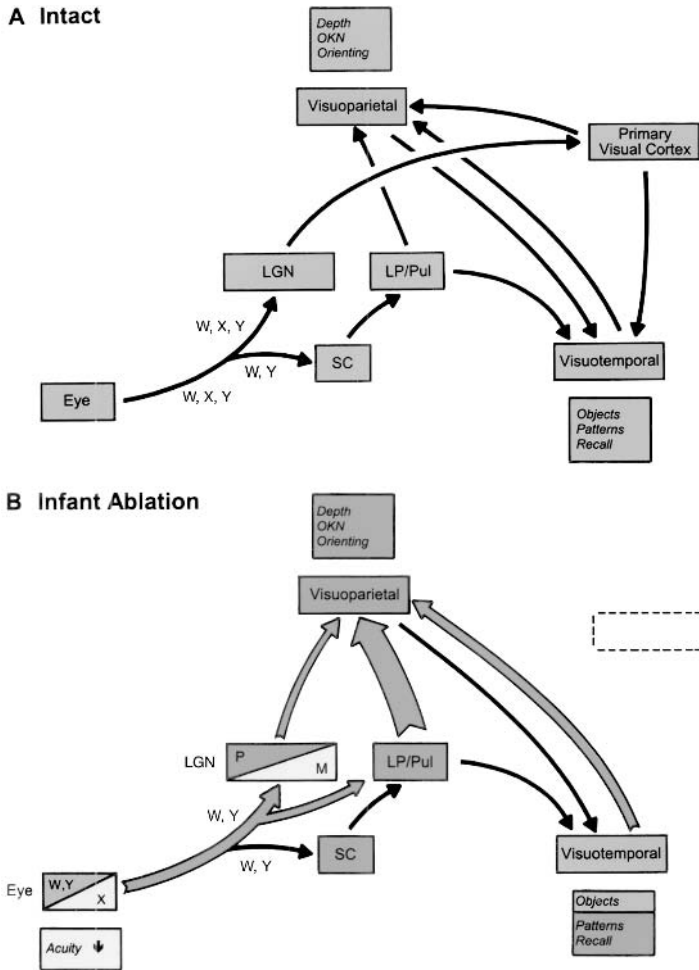 A Intact
Depth
OKN
Orienting
Visuoparietal
Primary
Visual Cortex
LGN
LP/Pul
W, X, Y
SC
W, Y
Visuotemporal
Eye
W, X, Y
Objects
Patterns
Recall
B Infant Ablation
Depth
OKN
Orienting
Visuoparietal
LGN
P
M
LP/Pul
W, Y
SC
W, Y
Visuotemporal
Eye
W,Y
X
Objects
Patterns
Recall
Acuity ↓